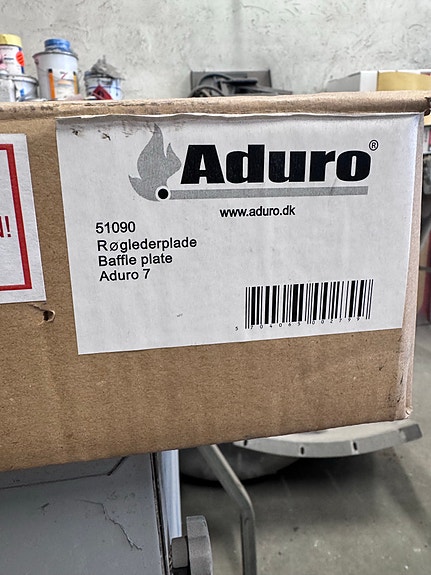 Aduro®
www.aduro.dk
51090
Røglederplade
Baffle plate
Aduro 7
N!